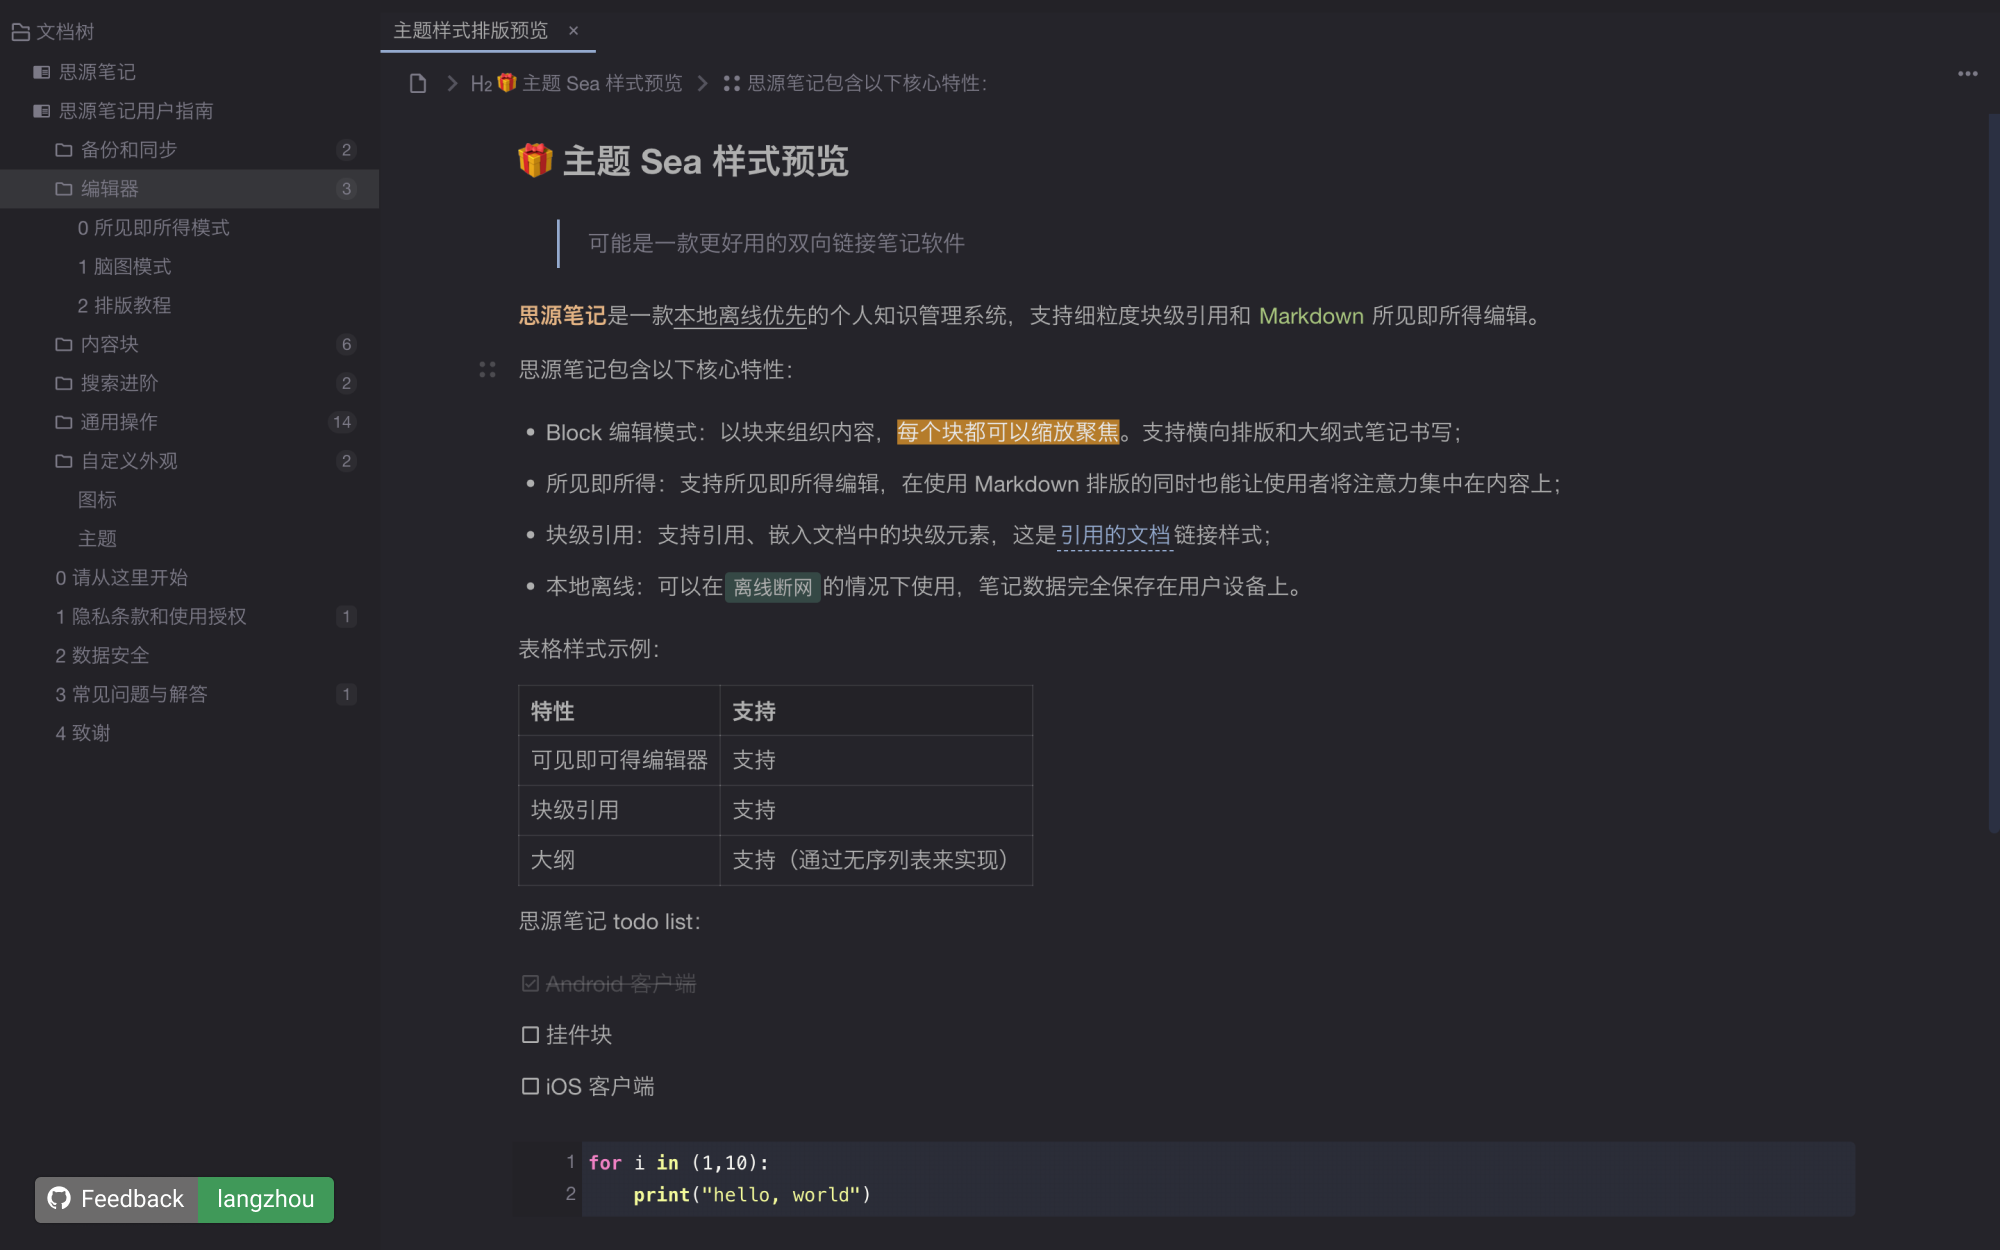 文档树
思源笔记
思源笔记用户指南
备份和同步 2
编辑器 3
0 所见即所得模式
1 脑图模式
2 排版教程
内容块 6
搜索进阶 2
通用操作 14
自定义外观 2
图标
主题
0 请从这里开始
1 隐私条款和使用授权 1
2 数据安全
3 常见问题与解答 1
4 致谢
Feedback langzhou
主题样式排版预览 ×
H2 🎁 主题 Sea 样式预览 > 思源笔记包含以下核心特性：
🎁 主题 Sea 样式预览
可能是一款更好用的双向链接笔记软件
思源笔记是一款本地离线优先的个人知识管理系统，支持细粒度块级引用和 Markdown 所见即所得编辑。
思源笔记包含以下核心特性：
• Block 编辑模式：以块来组织内容，每个块都可以缩放聚焦。支持横向排版和大纲式笔记书写；
• 所见即所得：支持所见即所得编辑，在使用 Markdown 排版的同时也能让使用者将注意力集中在内容上；
• 块级引用：支持引用、嵌入文档中的块级元素，这是引用的文档链接样式；
• 本地离线：可以在 离线断网 的情况下使用，笔记数据完全保存在用户设备上。
表格样式示例：
特性 支持
可见即可得编辑器 支持
块级引用 支持
大纲 支持（通过无序列表来实现）
思源笔记 todo list：
Android 客户端
挂件块
iOS 客户端
1 for i in (1,10):
2 print("hello, world")